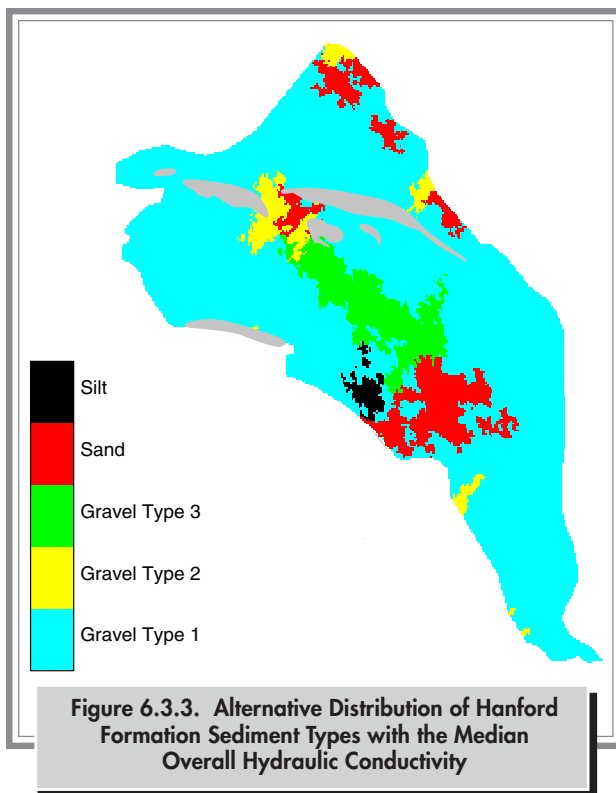 Silt
Sand
Gravel Type 3
Gravel Type 2
Gravel Type 1
Figure 6.3.3. Alternative Distribution of Hanford
Formation Sediment Types with the Median
Overall Hydraulic Conductivity